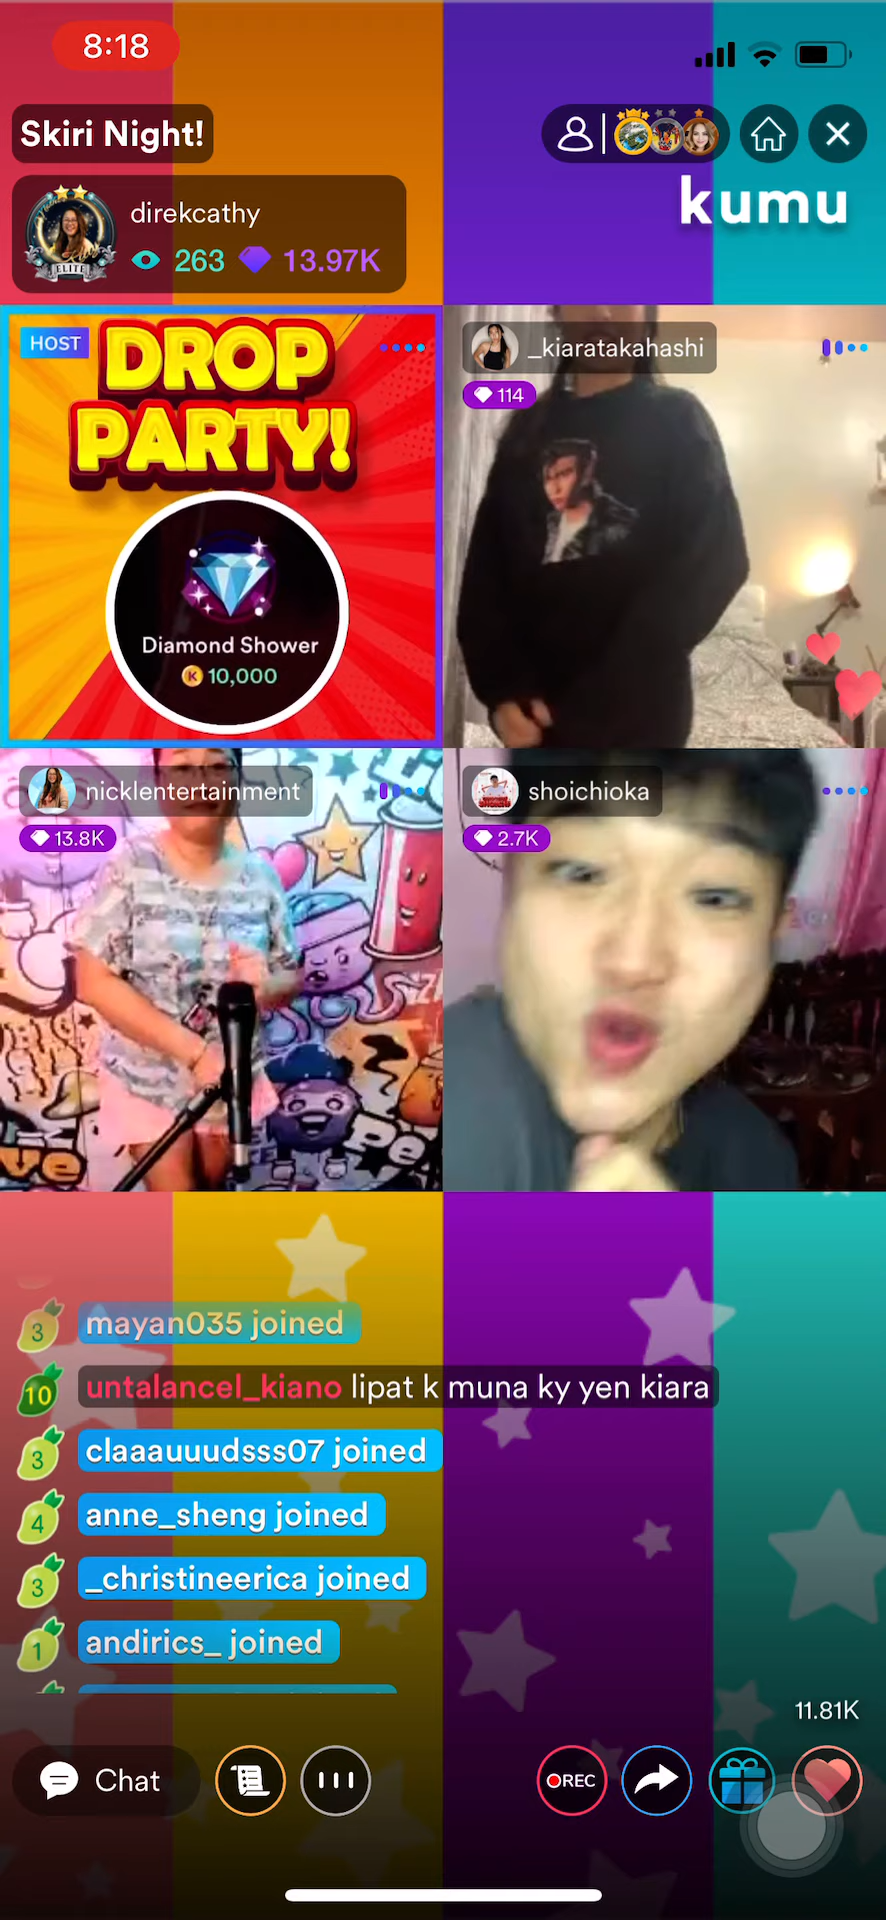 8:18
Skiri Night!
kumu
direkcathy
ELITE
263 13.97K
HOST
DROP
PARTY!
Diamond Shower
K 10,000
_kiaratakahashi
114
nicklentertainment
13.8K
shoichioka
2.7K
3 mayan035 joined
10 untalancel_kiano lipat k muna ky yen kiara
3 claaauuudsss07 joined
4 anne_sheng joined
3 _christineerica joined
1 andirics_ joined
11.81K
Chat
REC